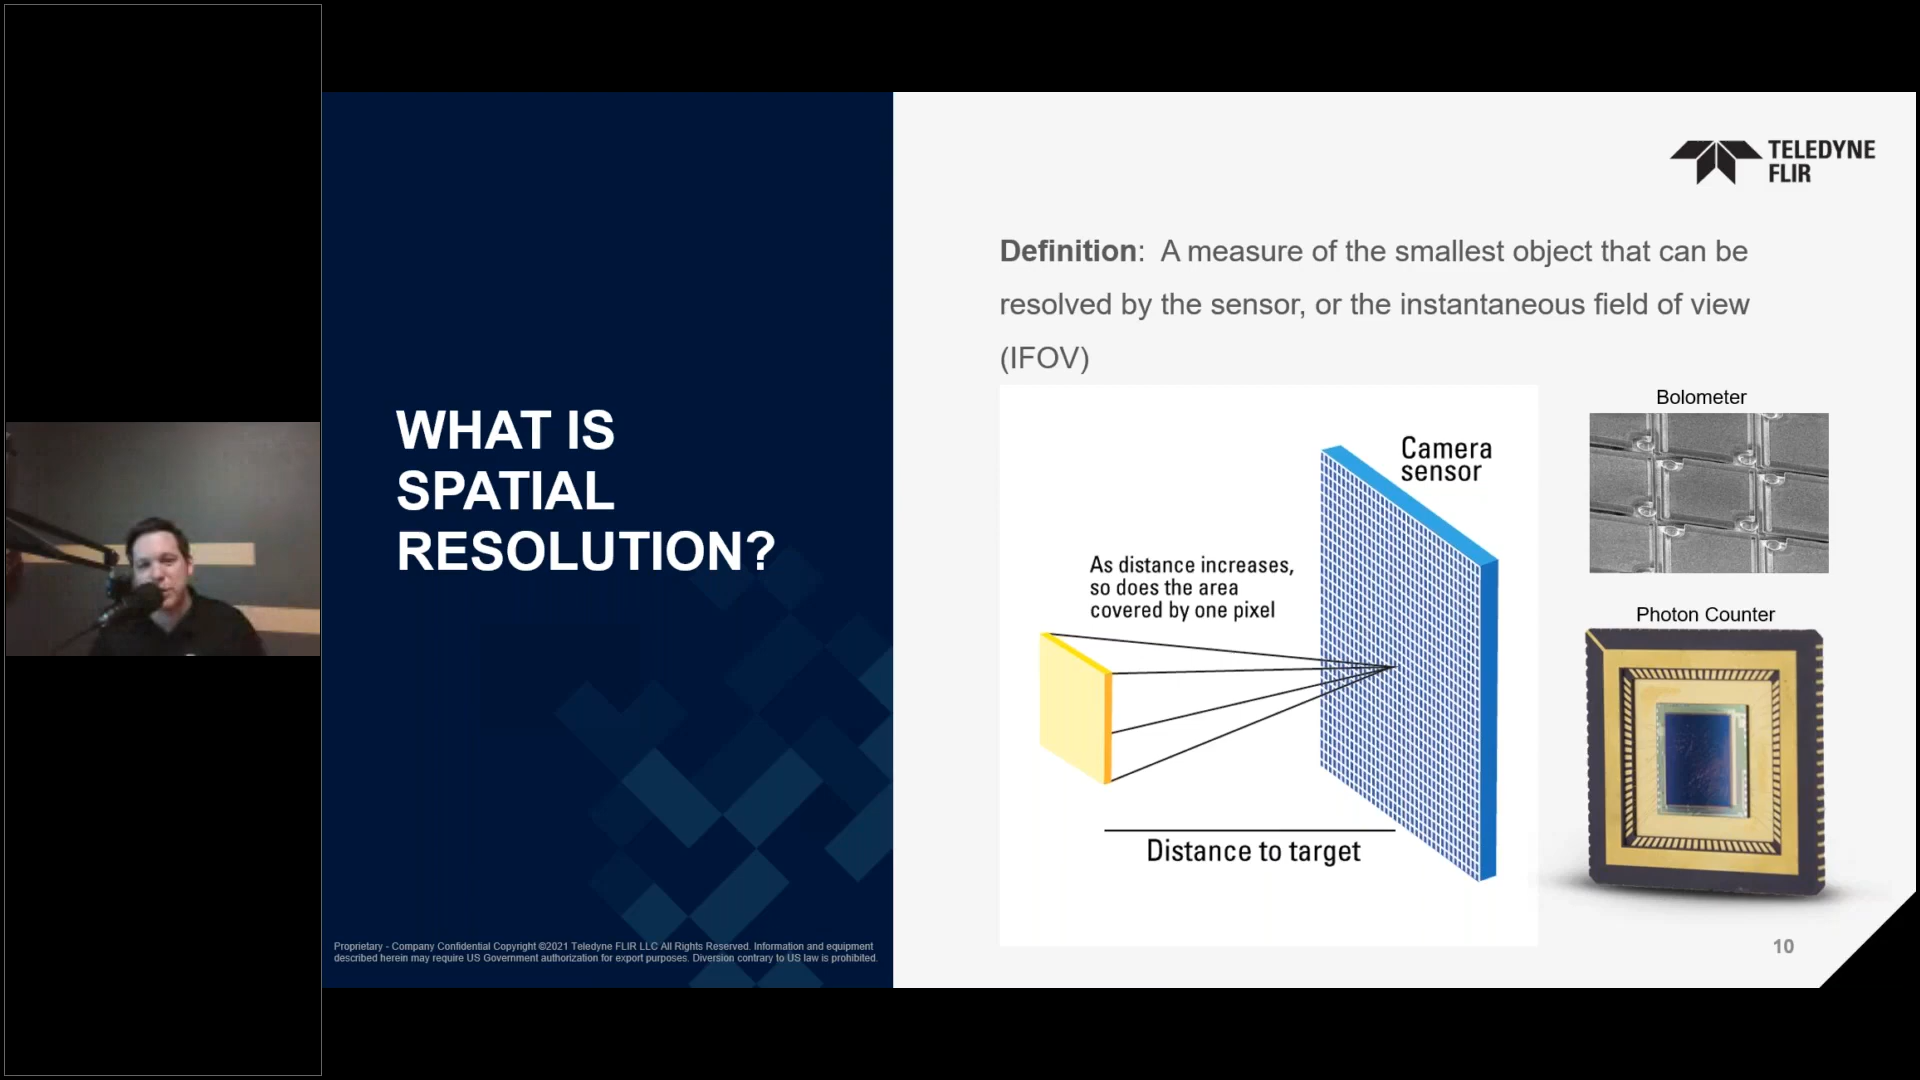 WHAT IS
SPATIAL
RESOLUTION?
Proprietary - Company Confidential Copyright ©2021 Teledyne FLIR LLC All Rights Reserved. Information and equipment
described herein may require US Government authorization for export purposes. Diversion contrary to US law is prohibited.
TELEDYNE
FLIR
Definition: A measure of the smallest object that can be
resolved by the sensor, or the instantaneous field of view
(IFOV)
Camera
sensor
As distance increases,
so does the area
covered by one pixel
Distance to target
Bolometer
Photon Counter
10